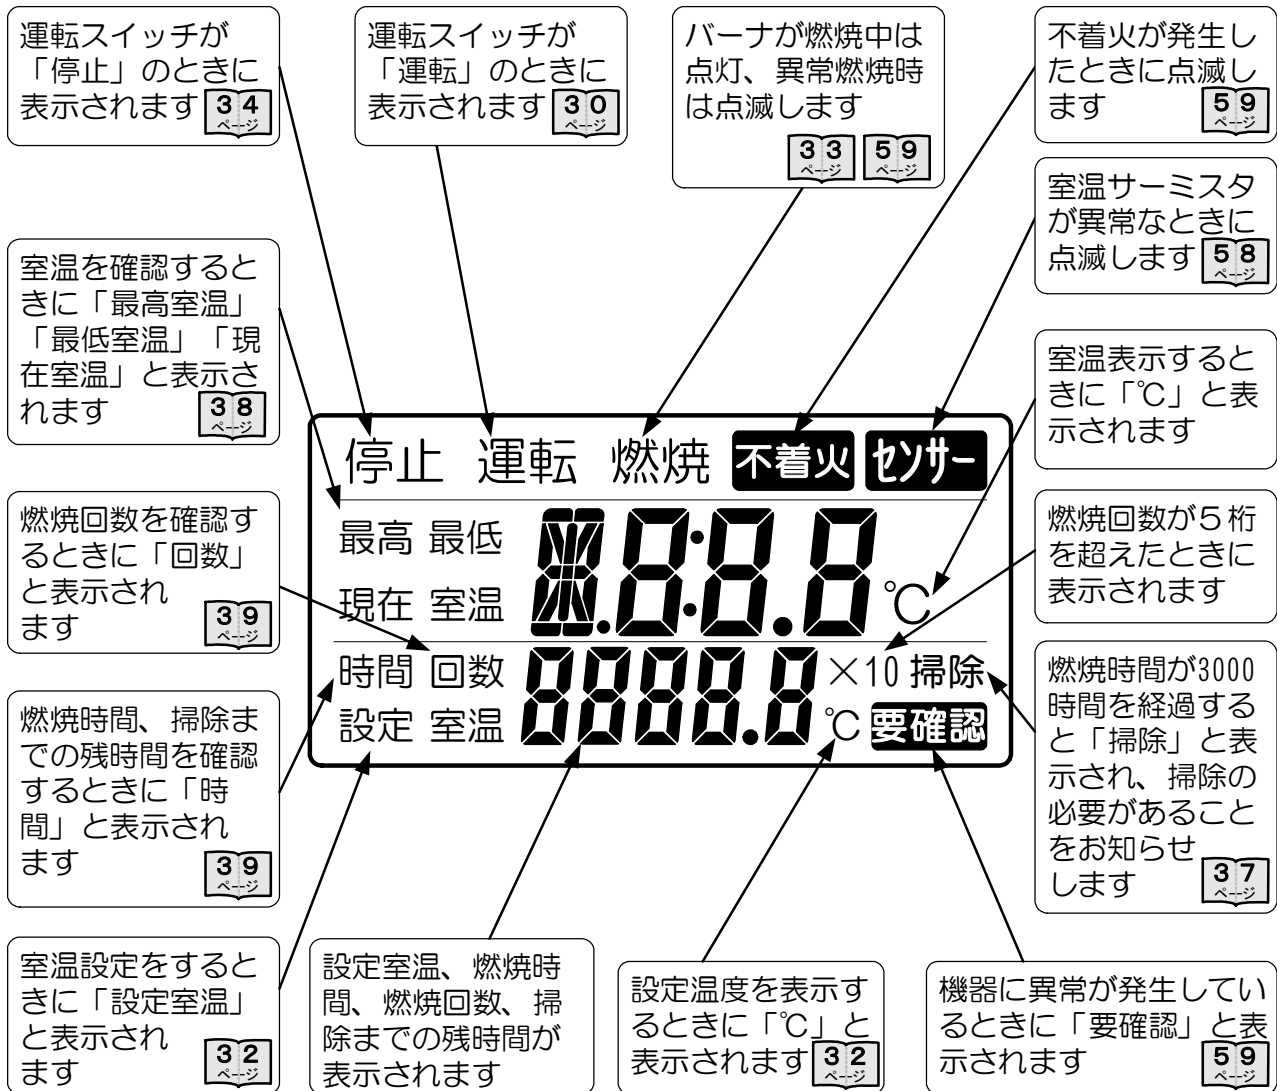 運転スイッチが
「停止」のときに
表示されます 34
ページ
運転スイッチが
「運転」のときに
表示されます 30
ページ
バーナが燃焼中は
点灯、異常燃焼時
は点滅します
33 59
ページ ページ
不着火が発生し
たときに点滅し
ます 59
ページ
室温サーミスタ
が異常なときに
点滅します 58
ページ
室温を確認すると
きに「最高室温」
「最低室温」「現
在室温」と表示さ
れます 38
ページ
室温表示すると
きに「℃」と表
示されます
停止 運転 燃焼 不着火 センサー
最高 最低
現在 室温 8.8:8.8 ℃
時間 回数 8888.8 ×10 掃除
設定 室温 ℃ 要確認
燃焼回数を確認す
るときに「回数」
と表示され
ます 39
ページ
燃焼回数が5桁
を超えたときに
表示されます
燃焼時間、掃除ま
での残時間を確認
するときに「時
間」と表示され
ます 39
ページ
燃焼時間が3000
時間を経過する
と「掃除」と表
示され、掃除の
必要があること
をお知らせ
します 37
ページ
室温設定をすると
きに「設定室温」
と表示され
ます 32
ページ
設定室温、燃焼時
間、燃焼回数、掃
除までの残時間が
表示されます
設定温度を表示す
るときに「℃」と
表示されます 32
ページ
機器に異常が発生してい
るときに「要確認」と表
示されます 59
ページ